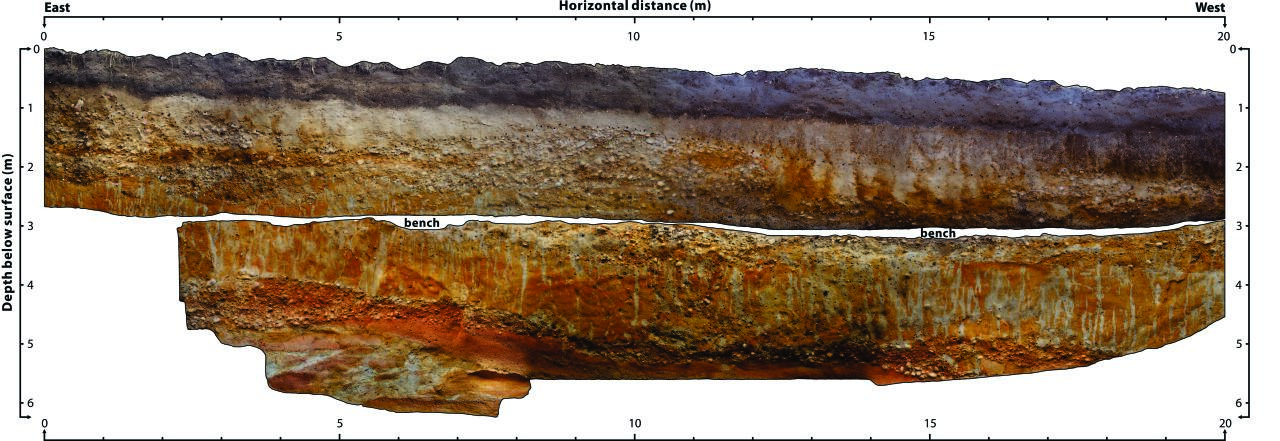 Horizontal distance (m)
East West
0 5 10 15 20
0 0
1 1
2 2
3 3
4 4
5 5
6 6
Depth below surface (m)
bench
bench
0 5 10 15 20